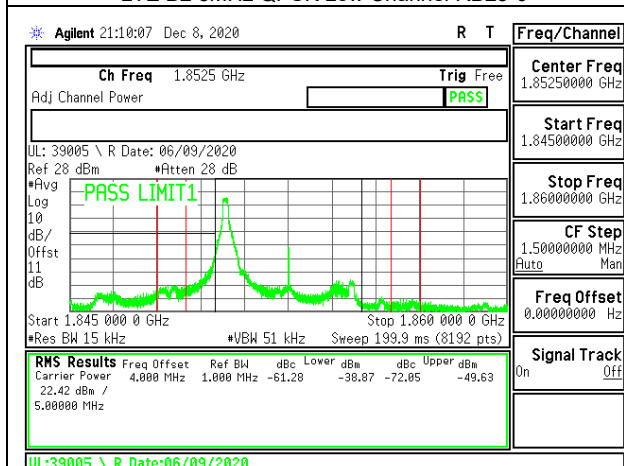 Agilent 21:10:07 Dec 8, 2020 R T
Freq/Channel
Ch Freq 1.8525 GHz Trig Free
Adj Channel Power PASS
UL: 39005 \ R Date: 06/09/2020
Ref 28 dBm #Atten 28 dB
#Avg
Log
10
dB/
Offst
11
dB
PASS LIMIT1
Start 1.845 000 0 GHz Stop 1.860 000 0 GHz
#Res BW 15 kHz #VBW 51 kHz Sweep 199.9 ms (8192 pts)
RMS Results Freq Offset Ref BW dBc Lower dBm dBc Upper dBm
Carrier Power 4.000 MHz 1.000 MHz -61.28 -38.87 -72.05 -49.63
22.42 dBm /
5.00000 MHz
UL:39005 \ R Date:06/09/2020
Center Freq
1.85250000 GHz
Start Freq
1.84500000 GHz
Stop Freq
1.86000000 GHz
CF Step
1.50000000 MHz
Auto Man
Freq Offset
0.00000000 Hz
Signal Track
On Off